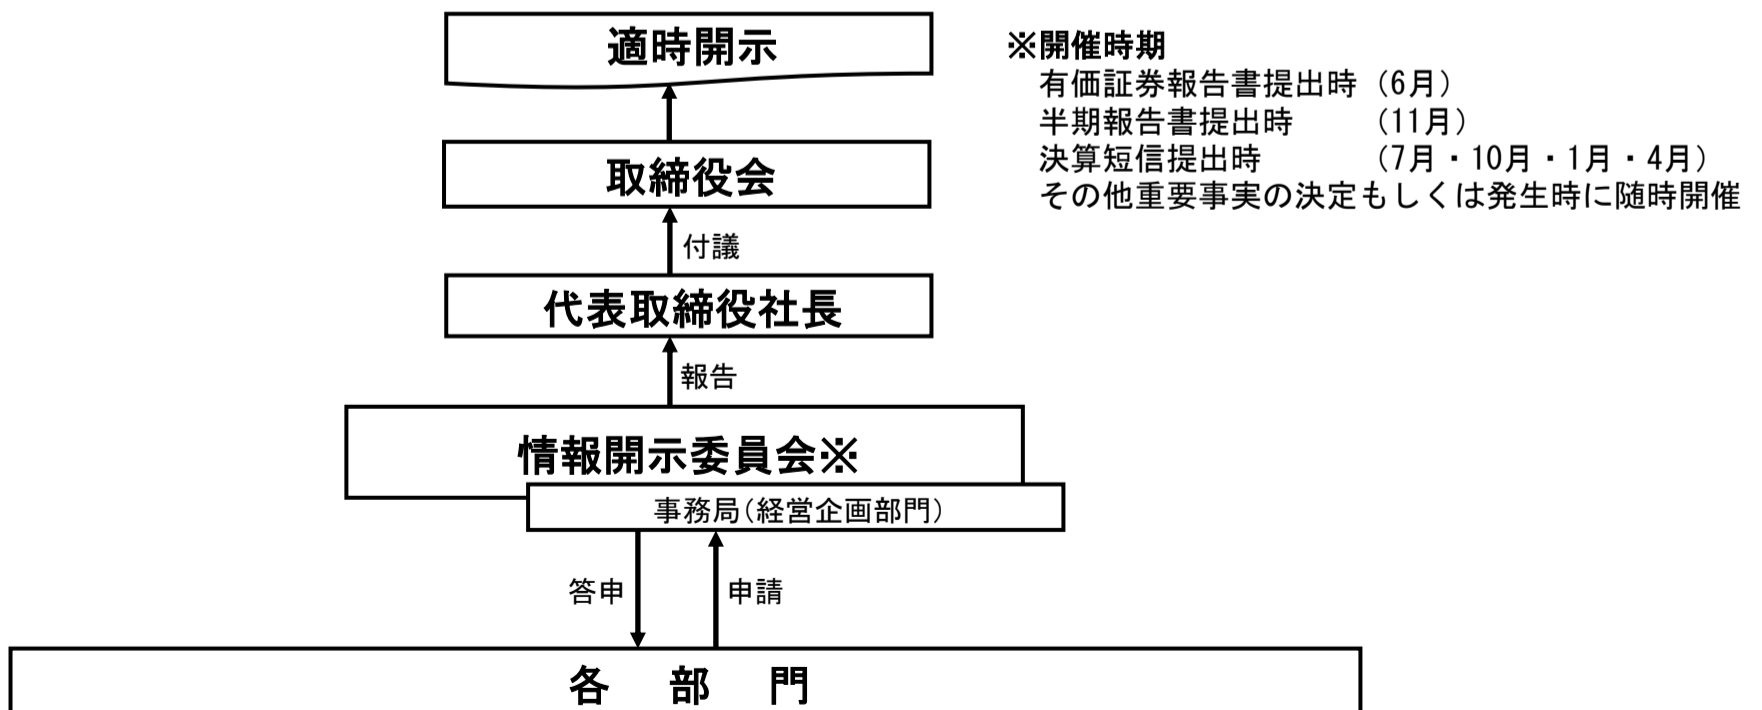 適時開示
※開催時期
有価証券報告書提出時（6月）
半期報告書提出時　　（11月）
決算短信提出時　　　（7月・10月・1月・4月）
その他重要事実の決定もしくは発生時に随時開催
取締役会
付議
代表取締役社長
報告
情報開示委員会※
事務局（経営企画部門）
答申
申請
各　部　門